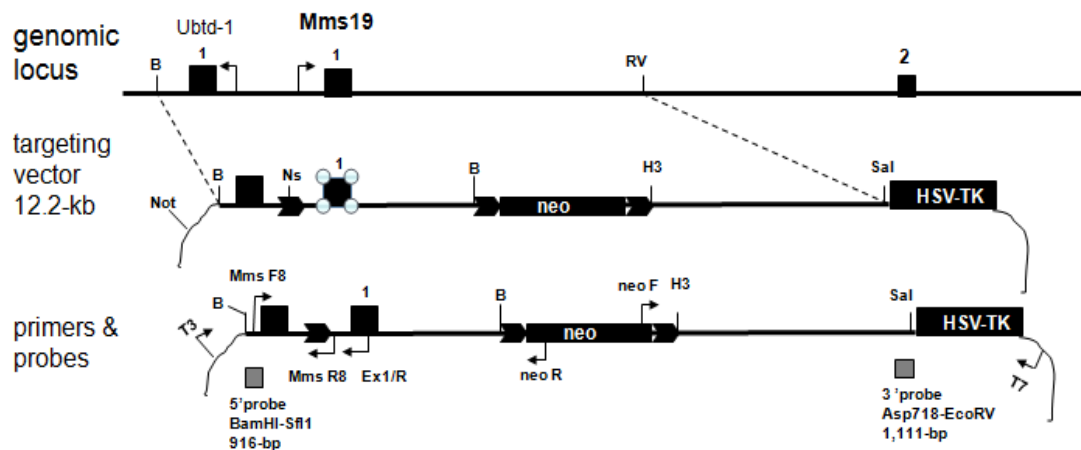 genomic locus
Ubtd-1
Mms19
B
1
1
RV
2
targeting vector 12.2-kb
Not
B
Ns
1
B
neo
H3
Sal
HSV-TK
primers & probes
T3
B
Mms F8
1
Mms R8
Ex1/R
B
neo
neo F
neo R
H3
Sal
HSV-TK
T7
5'probe
BamHI-Sfl1
916-bp
3 'probe
Asp718-EcoRV
1,111-bp